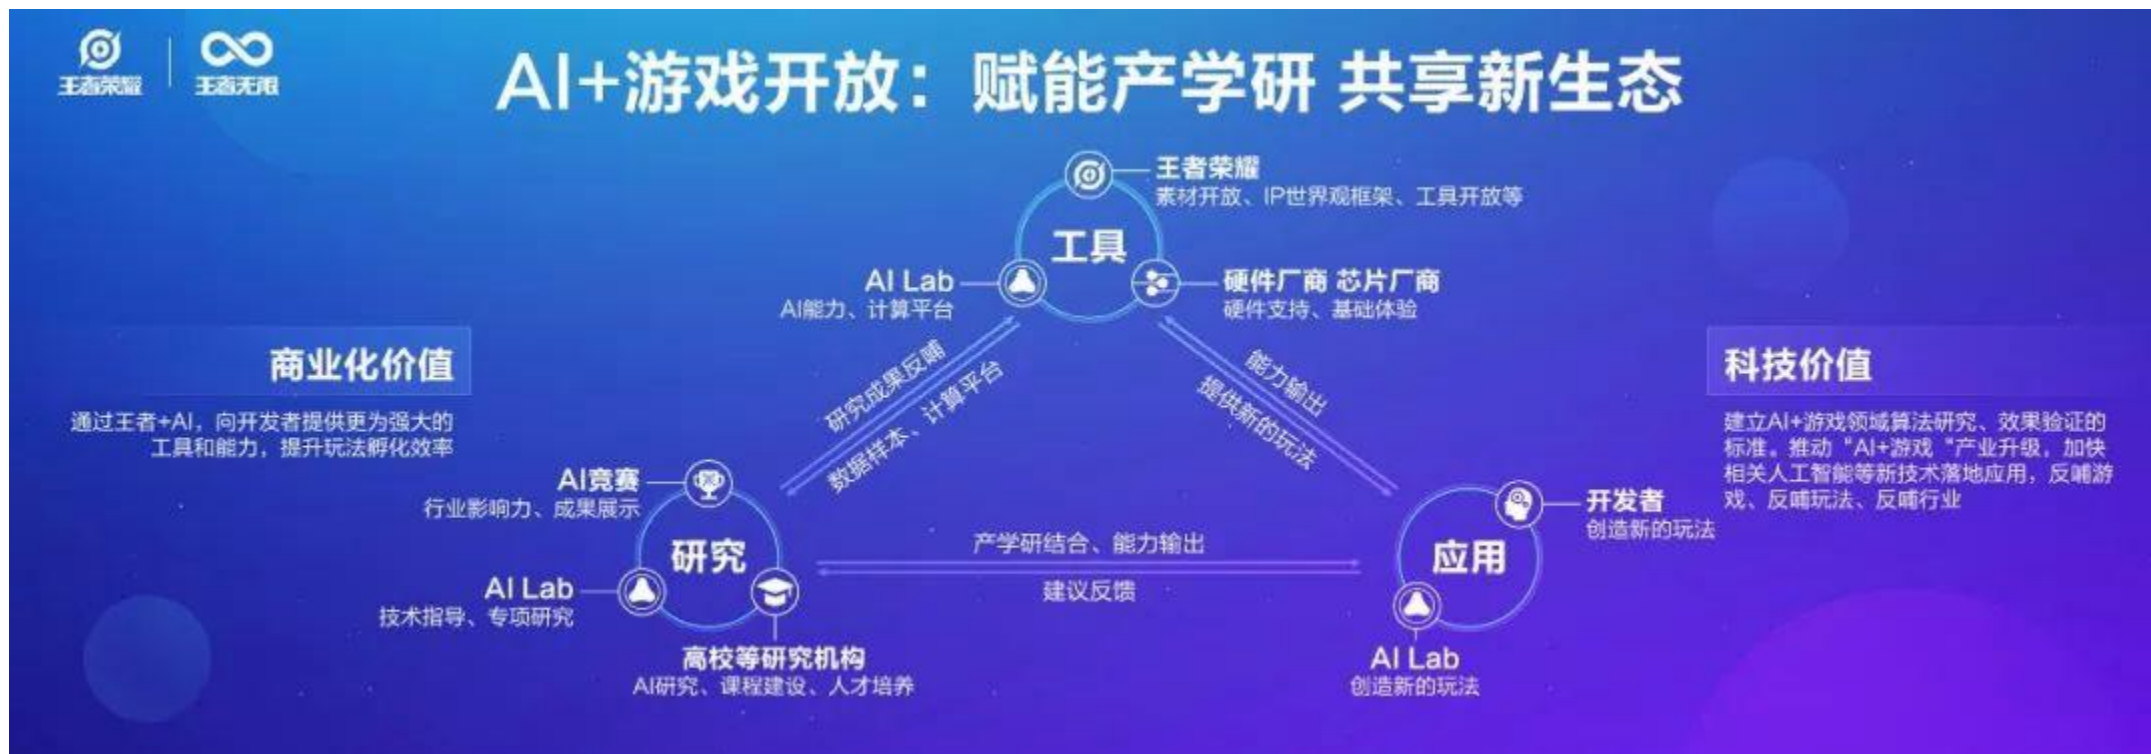 王者荣耀
王者无限
AI+游戏开放：赋能产学研 共享新生态
王者荣耀
素材开放、IP世界观框架、工具开放等
工具
AI Lab
AI能力、计算平台
硬件厂商 芯片厂商
硬件支持、基础体验
商业化价值
通过王者+AI，向开发者提供更为强大的
工具和能力，提升玩法孵化效率
研究成果反哺
数据样本、计算平台
能力输出
提供新的玩法
科技价值
建立AI+游戏领域算法研究、效果验证的
标准。推动“AI+游戏“产业升级，加快
相关人工智能等新技术落地应用，反哺游
戏、反哺玩法、反哺行业
AI竞赛
行业影响力、成果展示
研究
AI Lab
技术指导、专项研究
高校等研究机构
AI研究、课程建设、人才培养
产学研结合、能力输出
建议反馈
开发者
创造新的玩法
应用
AI Lab
创造新的玩法